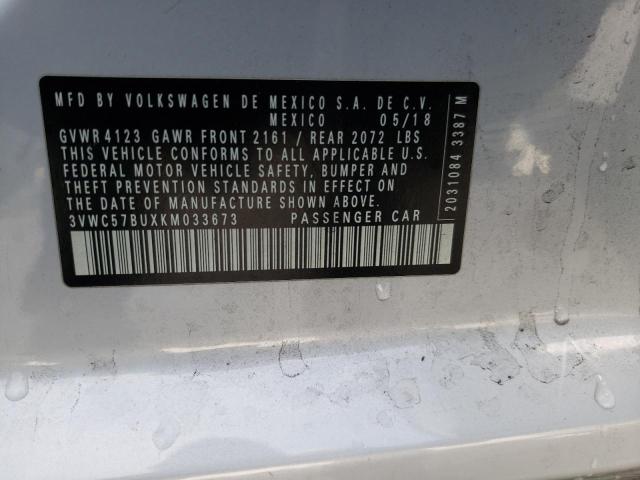 MFD BY VOLKSWAGEN DE MEXICO S.A. DE C.V.
MEXICO 05/18
GVWR 4123 GAWR FRONT 2161 / REAR 2072 LBS
THIS VEHICLE CONFORMS TO ALL APPLICABLE U.S.
FEDERAL MOTOR VEHICLE SAFETY, BUMPER AND
THEFT PREVENTION STANDARDS IN EFFECT ON
THE DATE OF MANUFACTURE SHOWN ABOVE.
3VWC57BUXKM033673 PASSENGER CAR
2031084 3387 M